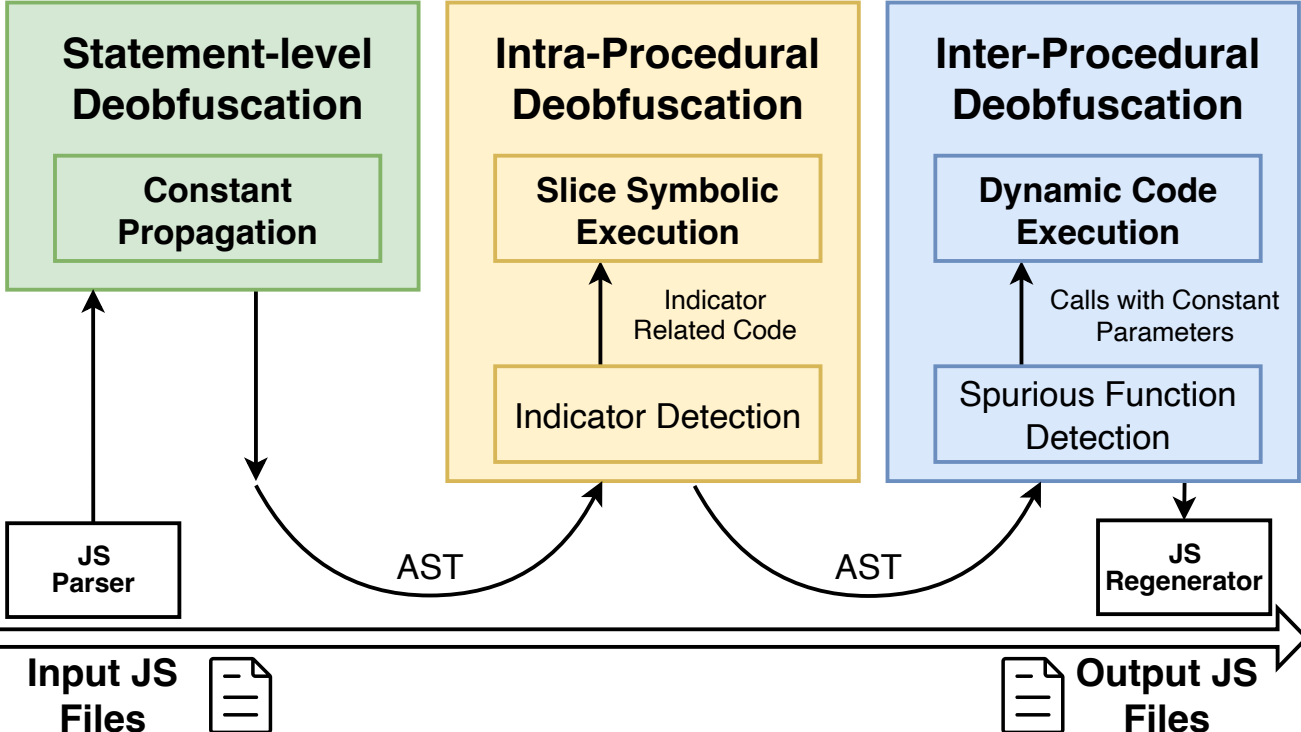 Statement-level
Deobfuscation
Constant
Propagation
Intra-Procedural
Deobfuscation
Slice Symbolic
Execution
Indicator
Related Code
Indicator Detection
Inter-Procedural
Deobfuscation
Dynamic Code
Execution
Calls with Constant
Parameters
Spurious Function
Detection
JS
Parser
AST
AST
JS
Regenerator
Input JS
Files
Output JS
Files